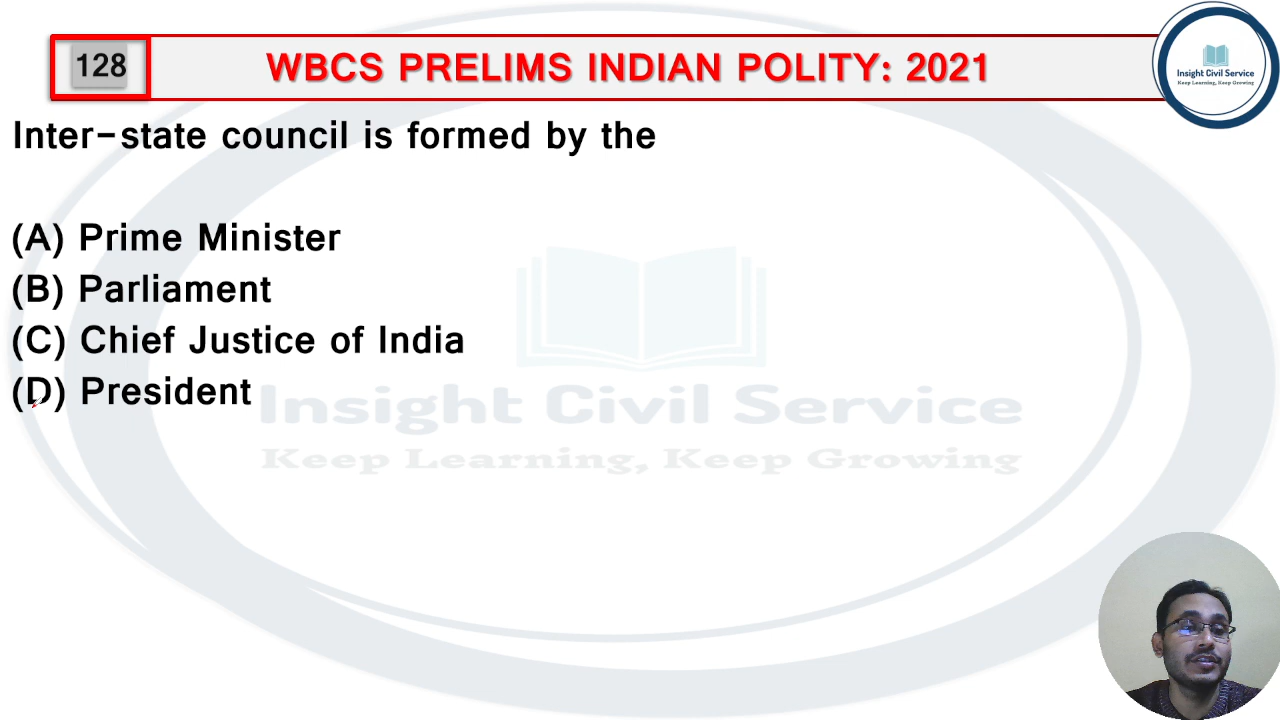 128
WBCS PRELIMS INDIAN POLITY: 2021
Insight Civil Service
Keep Learning, Keep Growing
Inter-state council is formed by the
(A) Prime Minister
(B) Parliament
(C) Chief Justice of India
(D) President
Insight Civil Service
Keep Learning, Keep Growing